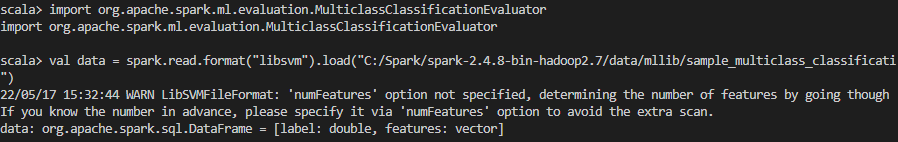 scala> import org.apache.spark.ml.evaluation.MulticlassClassificationEvaluator
import org.apache.spark.ml.evaluation.MulticlassClassificationEvaluator
scala> val data = spark.read.format("libsvm").load("C:/Spark/spark-2.4.8-bin-hadoop2.7/data/mllib/sample_multiclass_classificati
")
22/05/17 15:32:44 WARN LibSVMFileFormat: 'numFeatures' option not specified, determining the number of features by going though
If you know the number in advance, please specify it via 'numFeatures' option to avoid the extra scan.
data: org.apache.spark.sql.DataFrame = [label: double, features: vector]